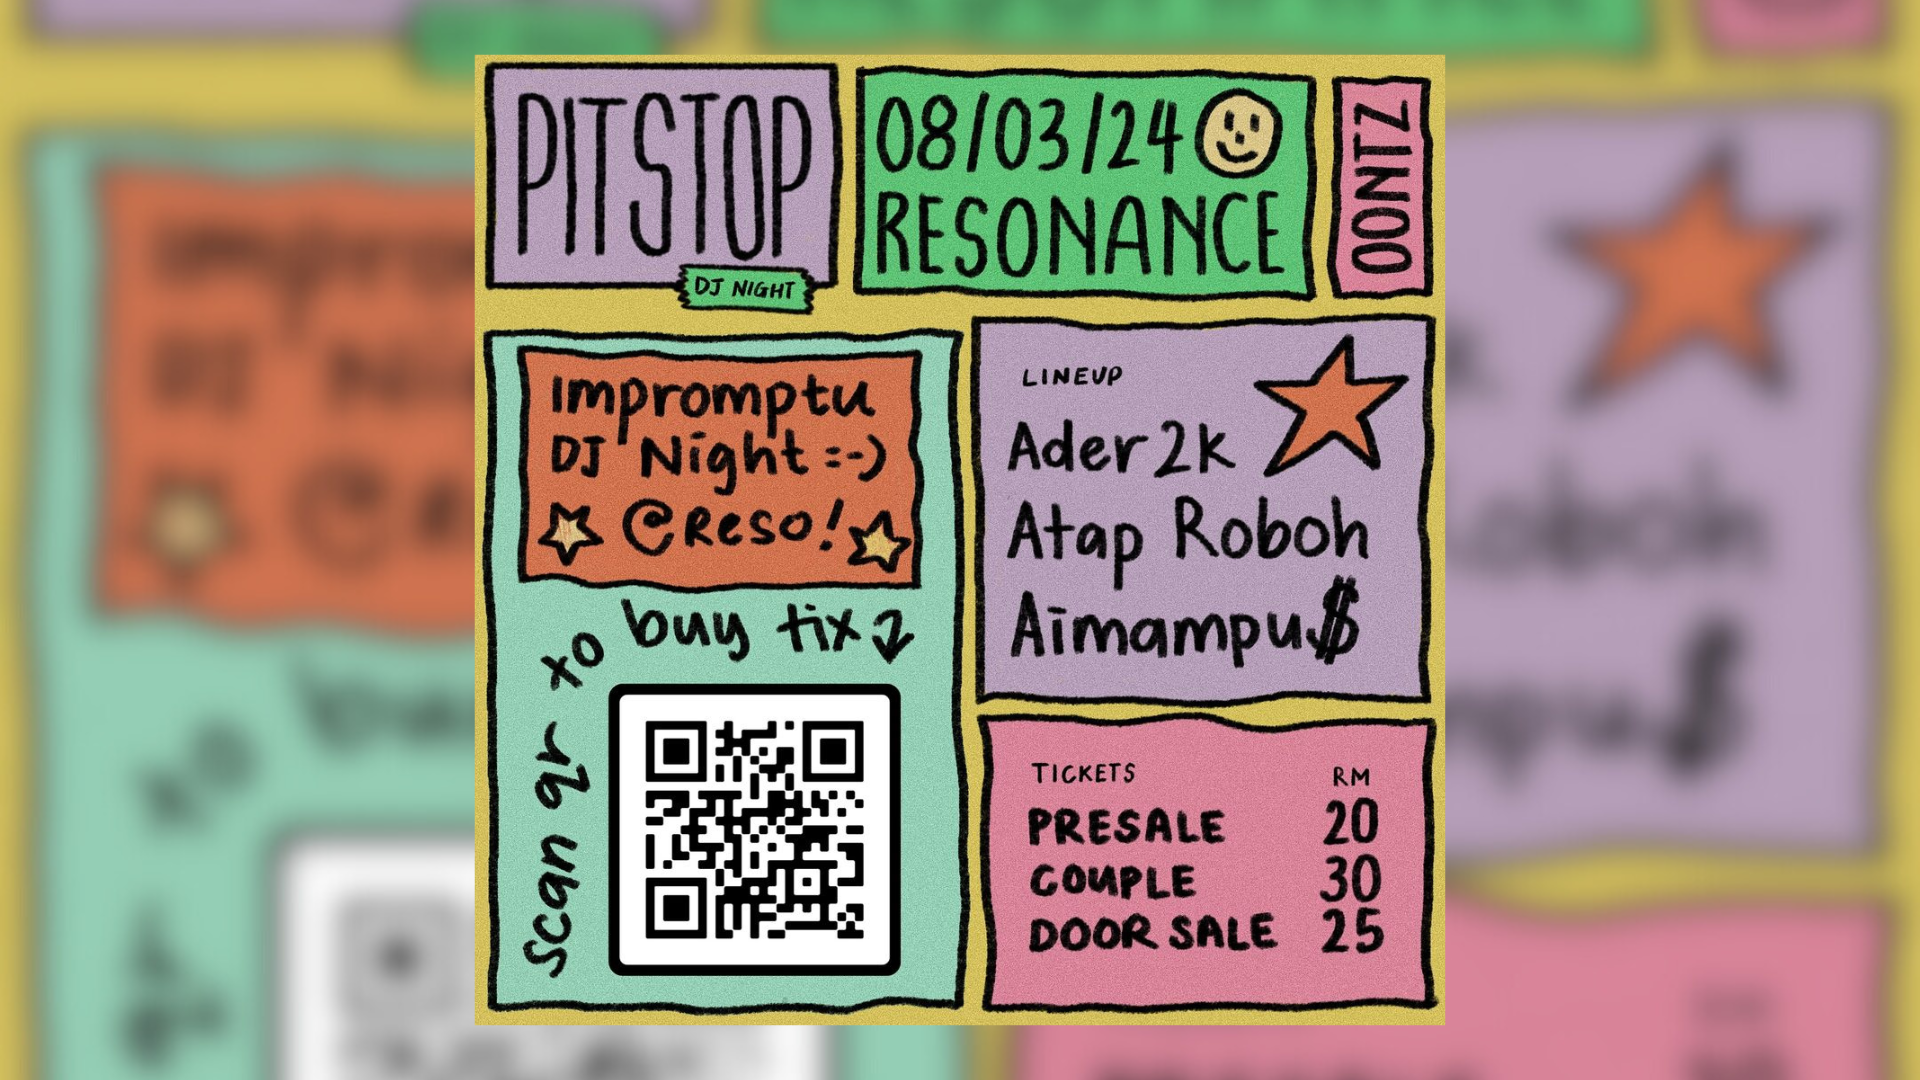 PITSTOP
DJ NIGHT
08/03/24
RESONANCE
OONTZ
Impromptu
DJ Night =-)
@Reso!
scan qr to buy tix
LINEUP
Ader2k
Atap Roboh
Aimampu$
TICKETS RM
PRESALE 20
COUPLE 30
DOOR SALE 25